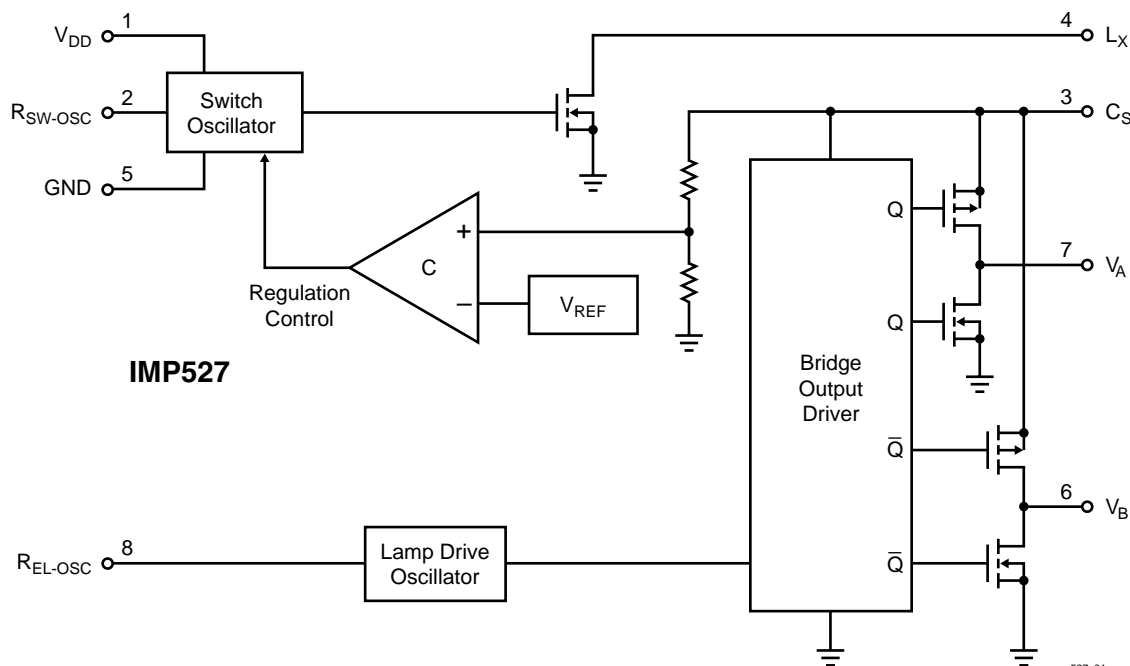 1
V_DD
2
R_SW-OSC
5
GND
Switch
Oscillator
4
L_X
3
C_S
+
C
−
Regulation
Control
V_REF
IMP527
Q
7
V_A
Q
Bridge
Output
Driver
Q̅
6
V_B
Q̅
8
R_EL-OSC
Lamp Drive
Oscillator